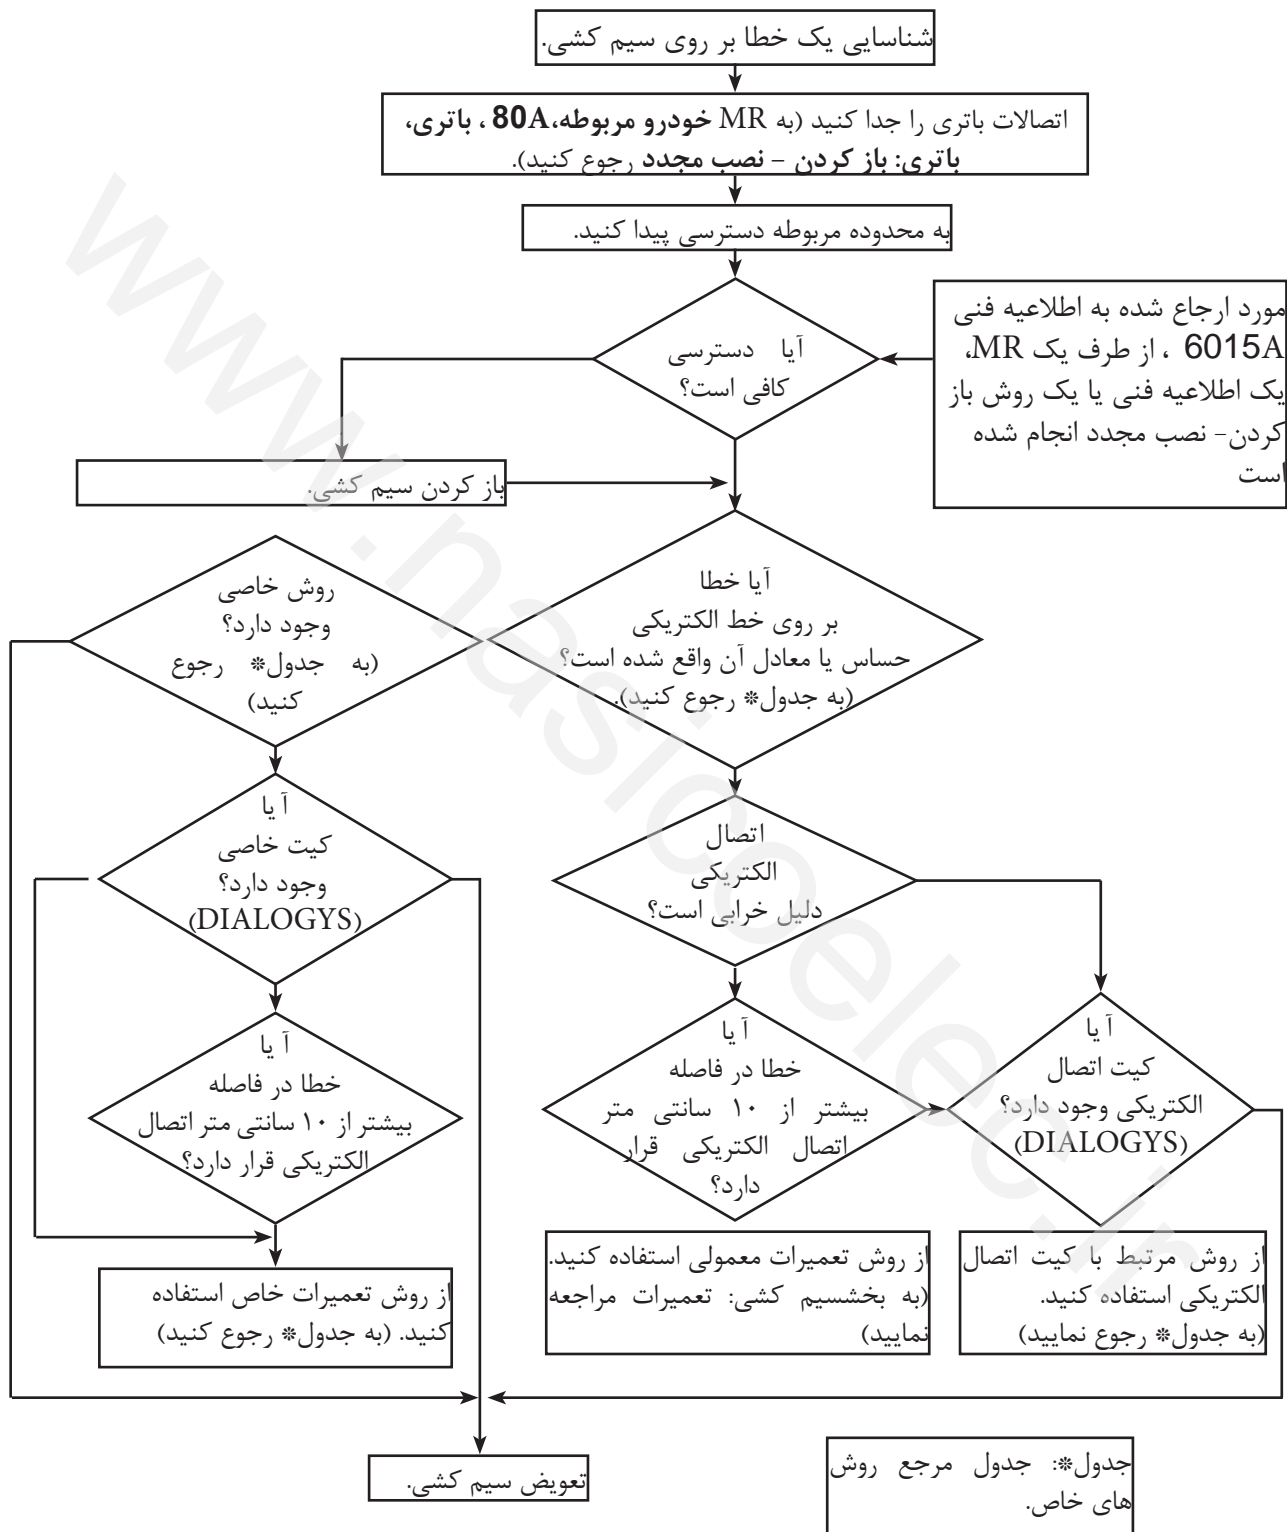 شناسایی یک خطا بر روی سیم کشی.
اتصالات باتری را جدا کنید (به MR خودرو مربوطه،80A ، باتری،
باتری: باز کردن - نصب مجدد رجوع کنید).
به محدوده مربوطه دسترسی پیدا کنید.
مورد ارجاع شده به اطلاعیه فنی
6015A ، از طرف یک MR،
یک اطلاعیه فنی یا یک روش باز
کردن- نصب مجدد انجام شده
است
آیا دسترسی
کافی است؟
باز کردن سیم کشی.
آیا خطا
بر روی خط الکتریکی
حساس یا معادل آن واقع شده است؟
(به جدول* رجوع کنید).
روش خاصی
وجود دارد؟
(به جدول* رجوع
کنید)
آیا
کیت خاصی
وجود دارد؟
(DIALOGYS)
اتصال
الکتریکی
دلیل خرابی است؟
آیا
خطا در فاصله
بیشتر از ۱۰ سانتی متر اتصال
الکتریکی قرار دارد؟
آیا
خطا در فاصله
بیشتر از ۱۰ سانتی متر
اتصال الکتریکی قرار
دارد؟
آیا
کیت اتصال
الکتریکی وجود دارد؟
(DIALOGYS)
از روش تعمیرات خاص استفاده
کنید. (به جدول* رجوع کنید)
از روش تعمیرات معمولی استفاده کنید.
(به بخشسیم کشی: تعمیرات مراجعه
نمایید)
از روش مرتبط با کیت اتصال
الکتریکی استفاده کنید.
(به جدول* رجوع نمایید)
تعویض سیم کشی.
جدول*: جدول مرجع روش
های خاص.
www.nasicoelec.ir